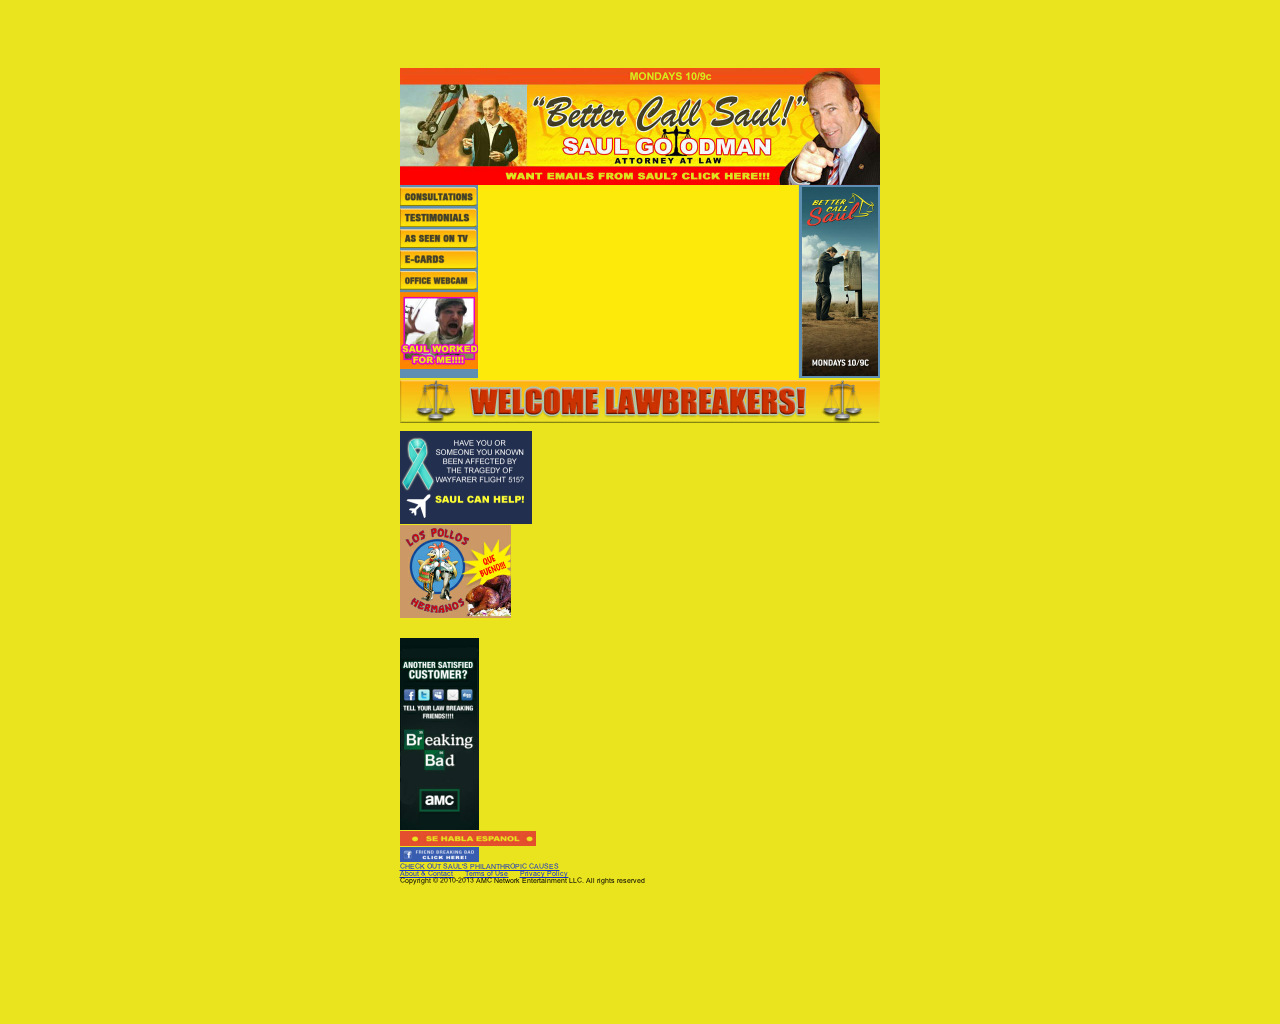 MONDAYS 10/9c
"Better Call Saul!"
SAUL GOODMAN
ATTORNEY AT LAW
WANT EMAILS FROM SAUL? CLICK HERE!!!
CONSULTATIONS
TESTIMONIALS
AS SEEN ON TV
E-CARDS
OFFICE WEBCAM
SAUL WORKED
FOR ME!!!!
BETTER
CALL
Saul
MONDAYS 10/9C
WELCOME LAWBREAKERS!
HAVE YOU OR
SOMEONE YOU KNOWN
BEEN AFFECTED BY
THE TRAGEDY OF
WAYFARER FLIGHT 515?
SAUL CAN HELP!
LOS POLLOS
HERMANOS
QUE
BUENO!!!
ANOTHER SATISFIED
CUSTOMER?
TELL YOUR LAW BREAKING
FRIENDS!!!!
Breaking
Bad
aMC
SE HABLA ESPANOL
FRIEND BREAKING BAD
CLICK HERE!
CHECK OUT SAUL'S PHILANTHROPIC CAUSES
About & Contact Terms of Use Privacy Policy
Copyright © 2010-2013 AMC Network Entertainment LLC. All rights reserved